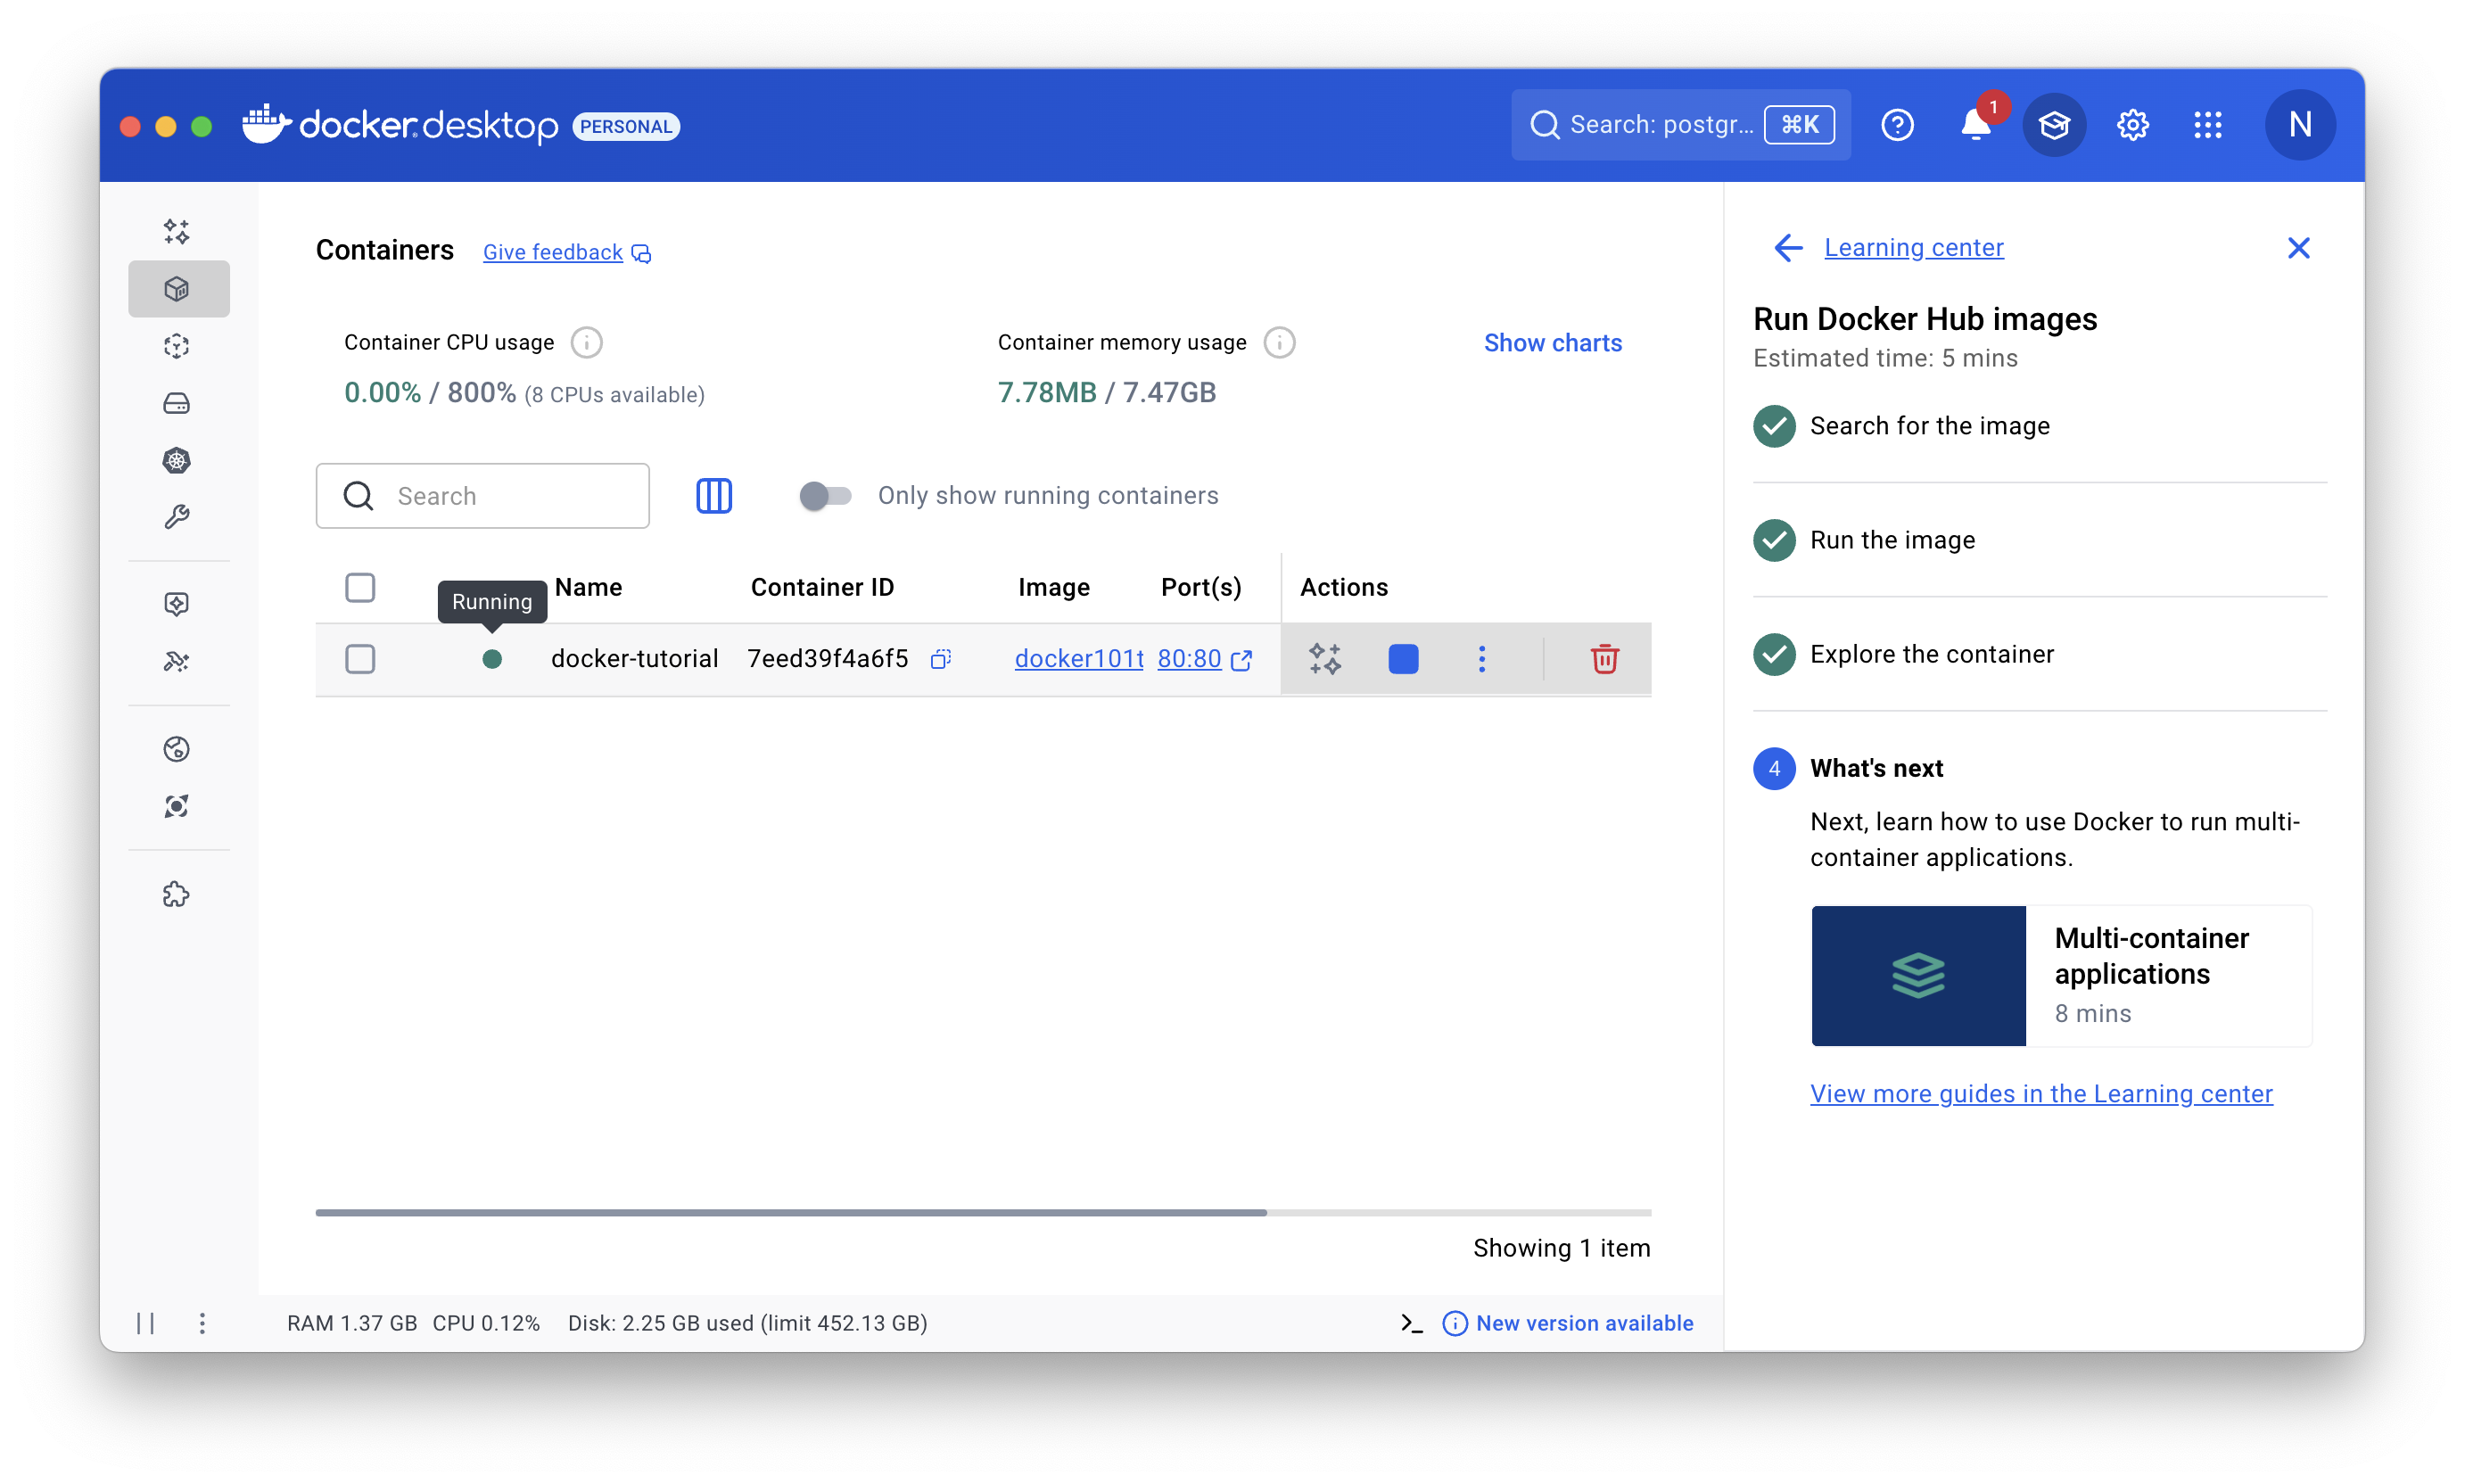 docker.desktop PERSONAL
Search: postgr... ⌘K
1
N
Containers Give feedback
Container CPU usage
0.00% / 800% (8 CPUs available)
Container memory usage
7.78MB / 7.47GB
Show charts
Search
Only show running containers
Running
Name Container ID Image Port(s) Actions
docker-tutorial 7eed39f4a6f5 docker101t 80:80
Showing 1 item
RAM 1.37 GB CPU 0.12% Disk: 2.25 GB used (limit 452.13 GB)
New version available
Learning center
Run Docker Hub images
Estimated time: 5 mins
Search for the image
Run the image
Explore the container
4 What's next
Next, learn how to use Docker to run multi-
container applications.
Multi-container
applications
8 mins
View more guides in the Learning center